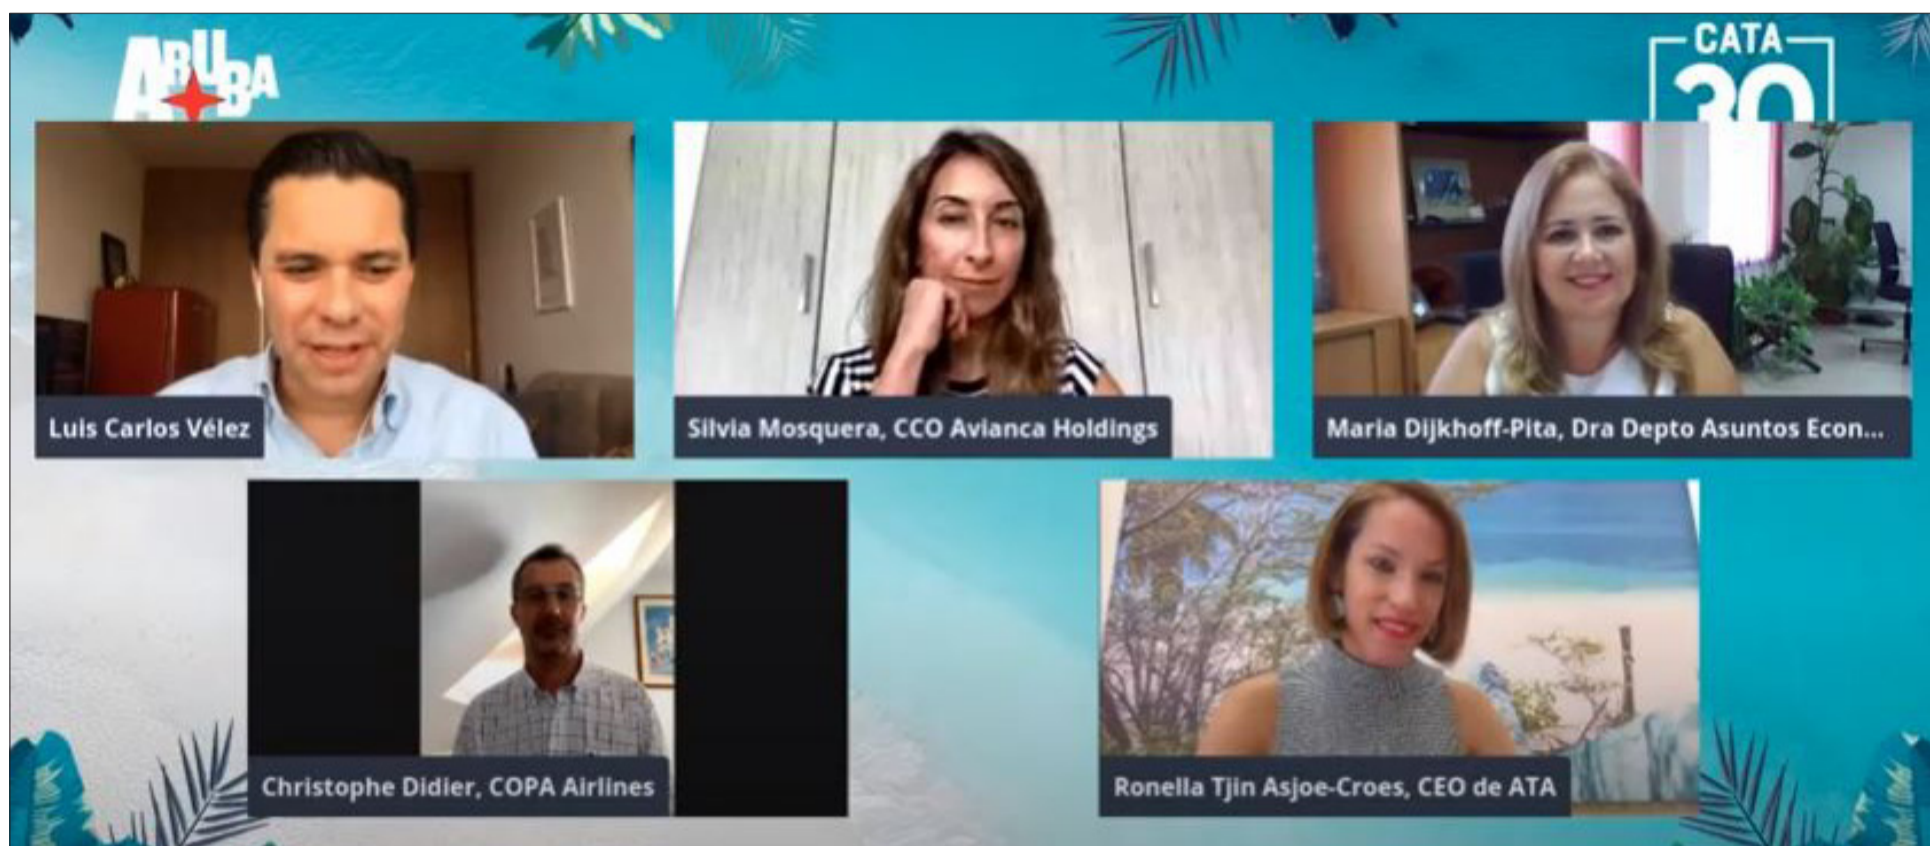 ARUBA
CATA
30
Luis Carlos Vélez
Silvia Mosquera, CCO Avianca Holdings
Maria Dijkhoff-Pita, Dra Depto Asuntos Econ...
Christophe Didier, COPA Airlines
Ronella Tjin Asjoe-Croes, CEO de ATA